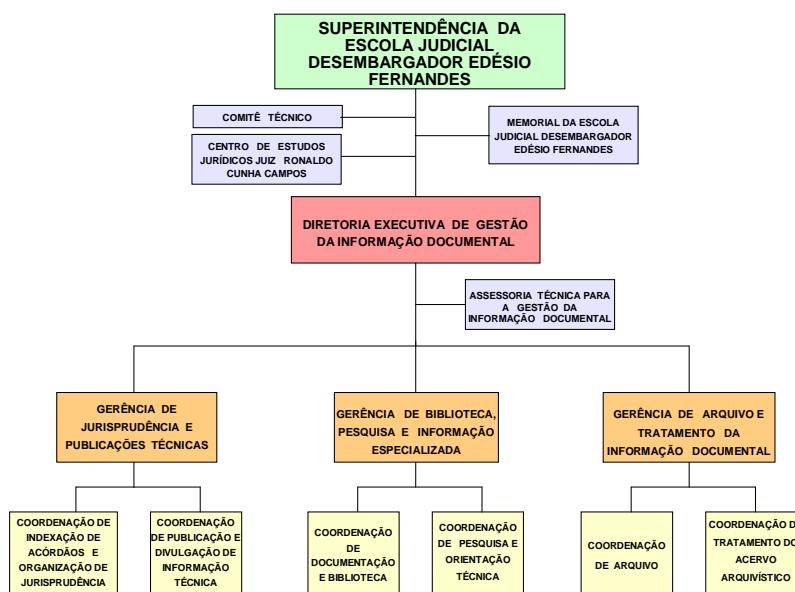 SUPERINTENDÊNCIA DA
ESCOLA JUDICIAL
DESEMBARGADOR EDÉSIO
FERNANDES
COMITÊ TÉCNICO
MEMORIAL DA ESCOLA
JUDICIAL DESEMBARGADOR
EDÉSIO FERNANDES
CENTRO DE ESTUDOS
JURÍDICOS JUIZ RONALDO
CUNHA CAMPOS
DIRETORIA EXECUTIVA DE GESTÃO
DA INFORMAÇÃO DOCUMENTAL
ASSESSORIA TÉCNICA PARA
A GESTÃO DA
INFORMAÇÃO DOCUMENTAL
GERÊNCIA DE
JURISPRUDÊNCIA E
PUBLICAÇÕES TÉCNICAS
GERÊNCIA DE BIBLIOTECA,
PESQUISA E INFORMAÇÃO
ESPECIALIZADA
GERÊNCIA DE ARQUIVO E
TRATAMENTO DA
INFORMAÇÃO DOCUMENTAL
COORDENAÇÃO DE
INDEXAÇÃO DE
ACÓRDÃOS E
ORGANIZAÇÃO DE
JURISPRUDÊNCIA
COORDENAÇÃO
DE PUBLICAÇÃO E
DIVULGAÇÃO DE
INFORMAÇÃO
TÉCNICA
COORDENAÇÃO
DE
DOCUMENTAÇÃO
E BIBLIOTECA
COORDENAÇÃO
DE PESQUISA E
ORIENTAÇÃO
TÉCNICA
COORDENAÇÃO
DE ARQUIVO
COORDENAÇÃO
TRATAMENTO
ACERVO
ARQUIVÍSTICO